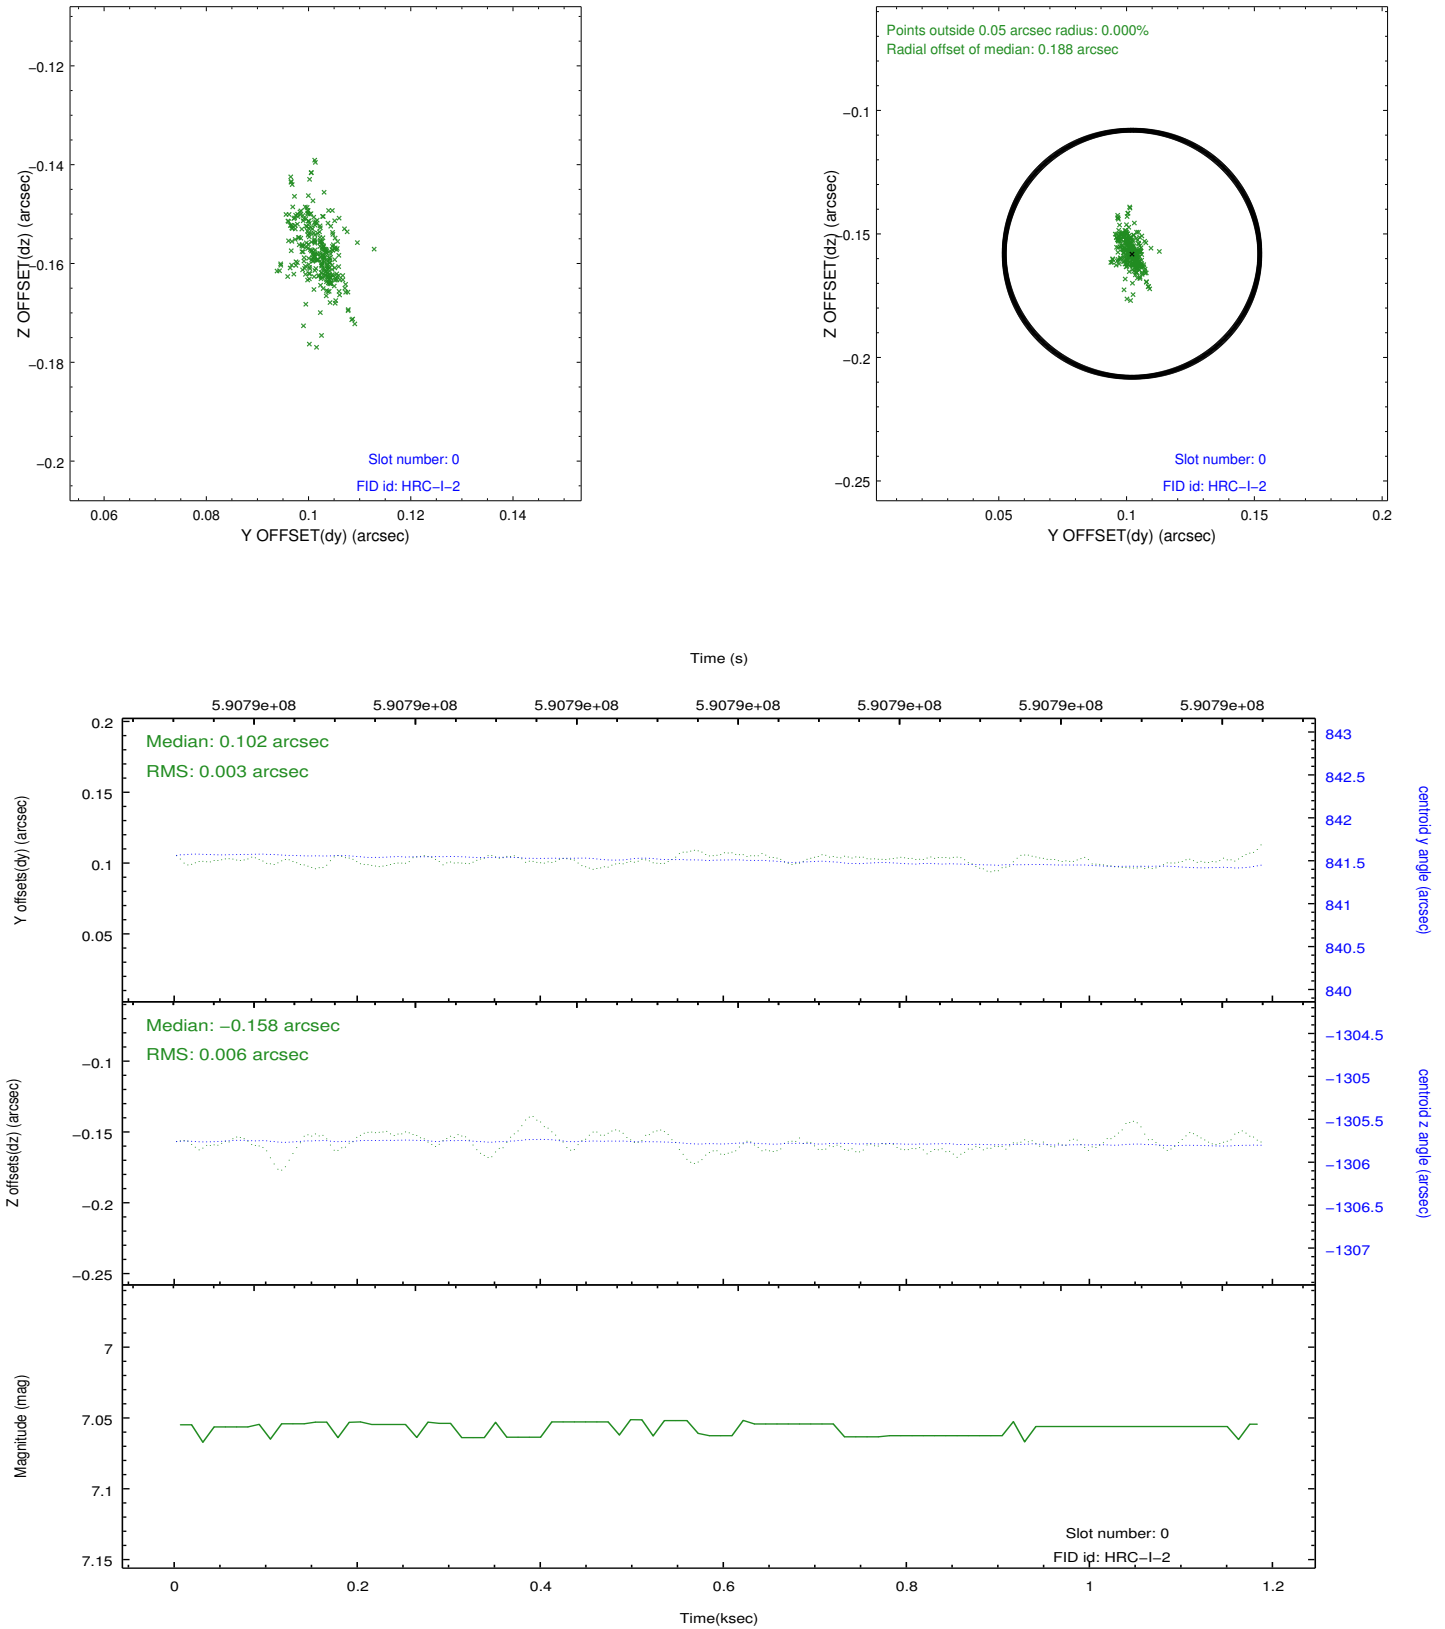 −0.12
−0.14
−0.16
−0.18
−0.2
Z OFFSET(dz) (arcsec)
Slot number: 0
FID id: HRC−I−2
0.06
0.08
0.1
0.12
0.14
Y OFFSET(dy) (arcsec)
Points outside 0.05 arcsec radius: 0.000%
Radial offset of median: 0.188 arcsec
−0.1
−0.15
−0.2
−0.25
Z OFFSET(dz) (arcsec)
Slot number: 0
FID id: HRC−I−2
0.05
0.1
0.15
0.2
Y OFFSET(dy) (arcsec)
Time (s)
5.9079e+08
5.9079e+08
5.9079e+08
5.9079e+08
5.9079e+08
5.9079e+08
5.9079e+08
Median: 0.102 arcsec
RMS: 0.003 arcsec
0.2
0.15
0.1
0.05
Y offsets(dy) (arcsec)
843
842.5
842
841.5
841
840.5
840
centroid y angle (arcsec)
Median: −0.158 arcsec
RMS: 0.006 arcsec
−0.1
−0.15
−0.2
−0.25
Z offsets(dz) (arcsec)
−1304.5
−1305
−1305.5
−1306
−1306.5
−1307
centroid z angle (arcsec)
7
7.05
7.1
7.15
Magnitude (mag)
Slot number: 0
FID id: HRC−I−2
0
0.2
0.4
0.6
0.8
1
1.2
Time(ksec)